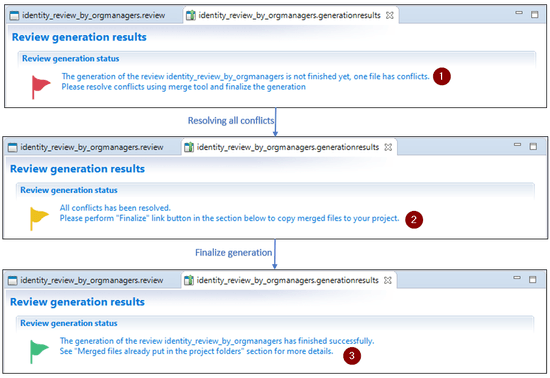 identity_review_by_orgmanagers.review
identity_review_by_orgmanagers.generationresults
Review generation results
Review generation status
The generation of the review identity_review_by_orgmanagers is not finished yet, one file has conflicts.
Please resolve conflicts using merge tool and finalize the generation
1
Resolving all conflicts
identity_review_by_orgmanagers.review
identity_review_by_orgmanagers.generationresults
Review generation results
Review generation status
All conflicts has been resolved.
Please perform "Finalize" link button in the section below to copy merged files to your project.
2
Finalize generation
identity_review_by_orgmanagers.review
identity_review_by_orgmanagers.generationresults
Review generation results
Review generation status
The generation of the review identity_review_by_orgmanagers has finished successfully.
See "Merged files already put in the project folders" section for more details.
3